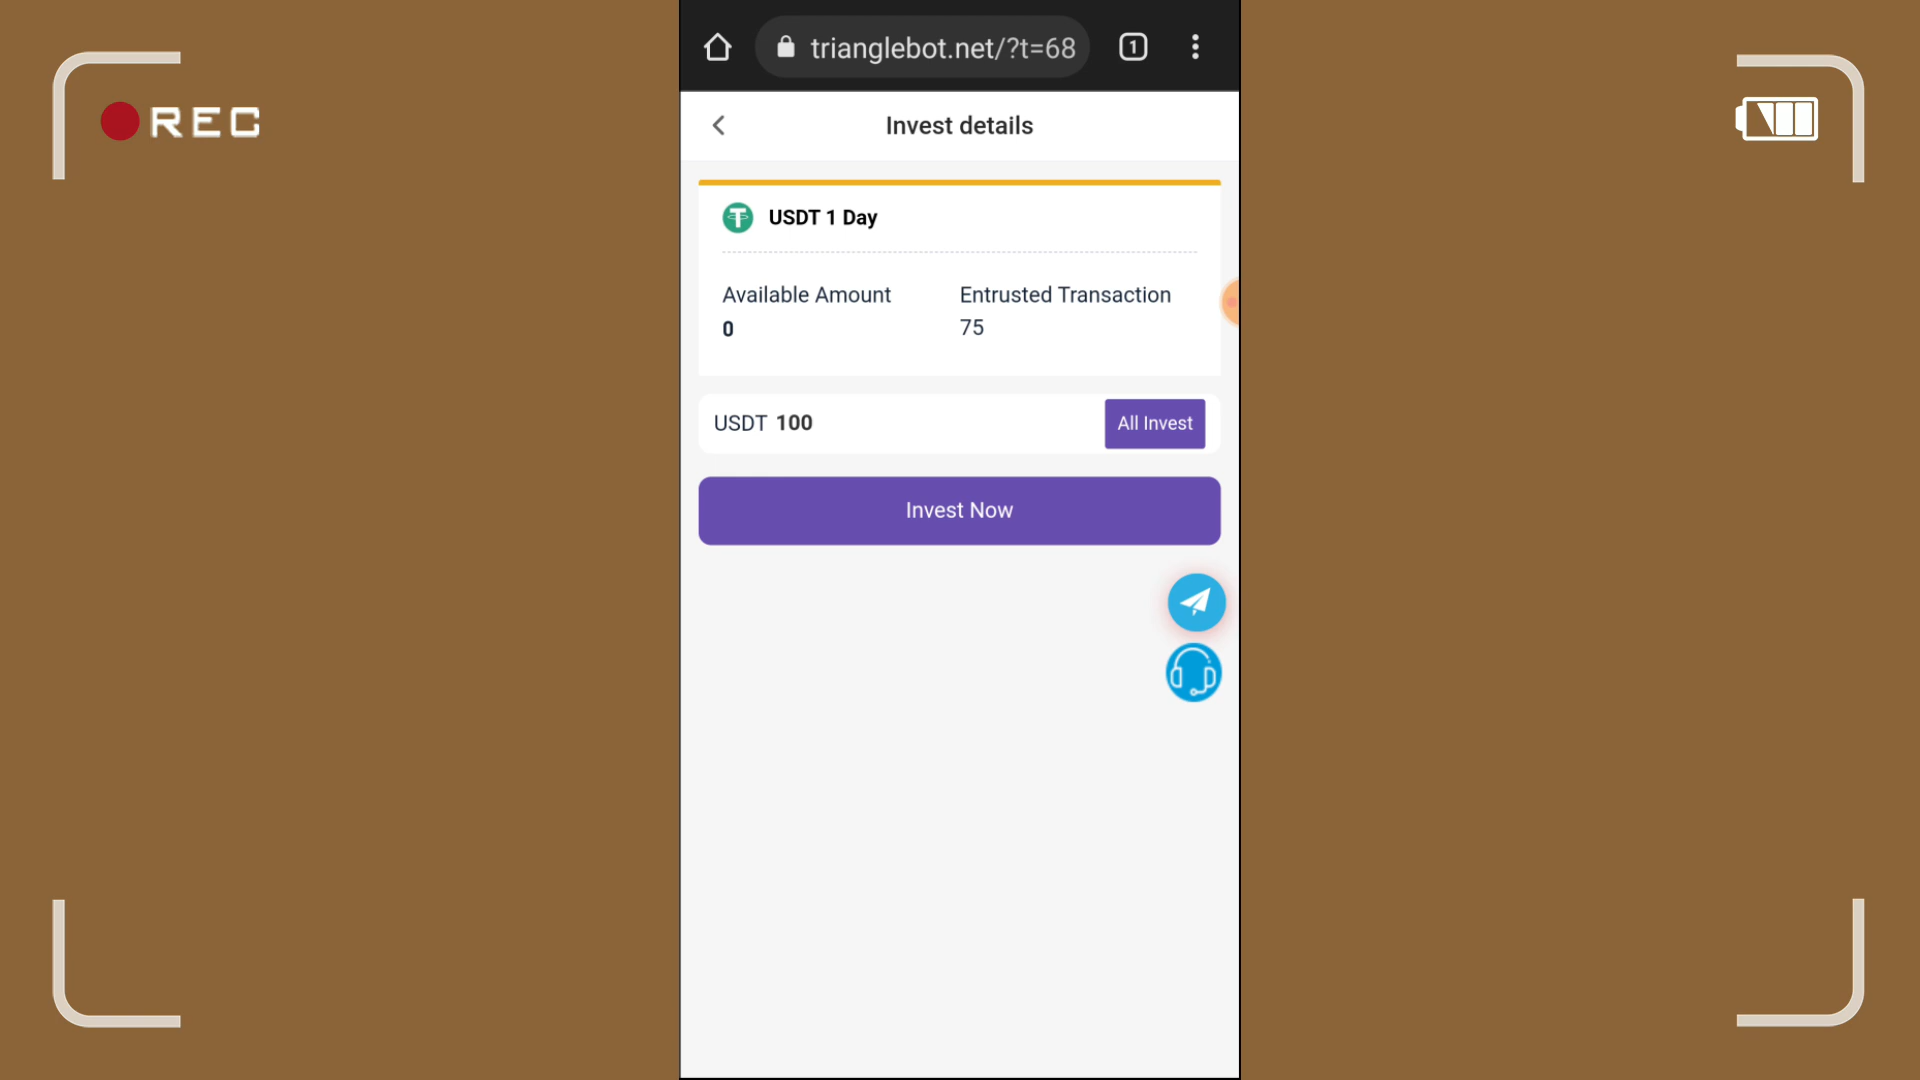 REC
trianglebot.net/?t=68
1
Invest details
USDT 1 Day
Available Amount
Entrusted Transaction
0
75
USDT 100
All Invest
Invest Now